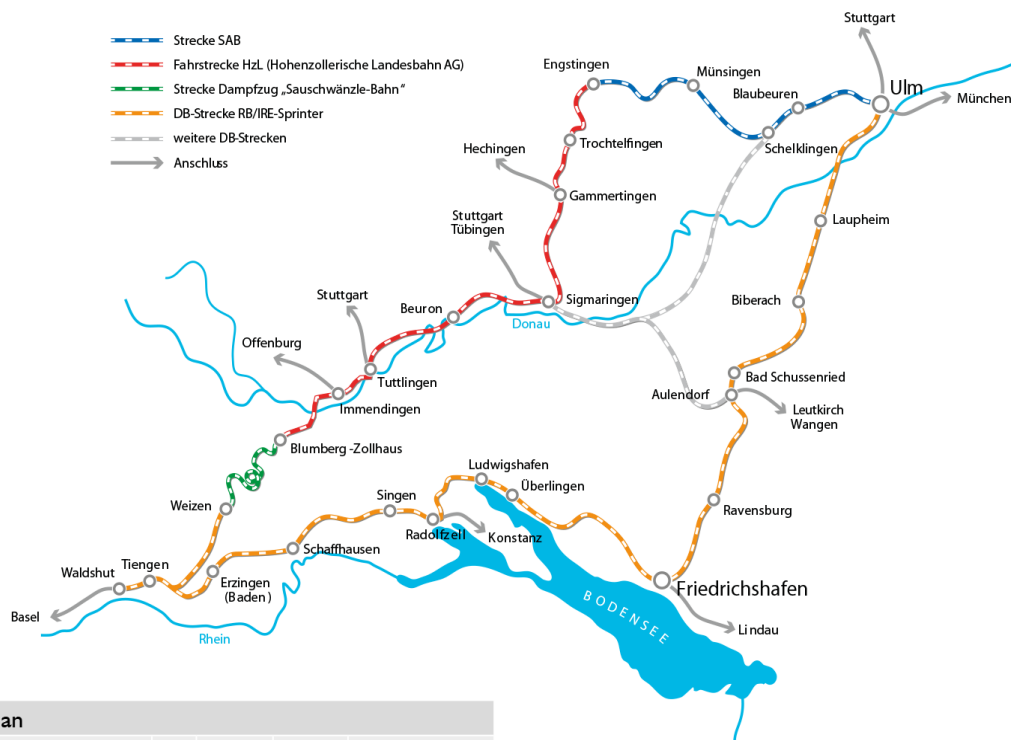 Strecke SAB
Fahrstrecke HzL (Hohenzollerische Landesbahn AG)
Strecke Dampfzug „Sauschwänzle-Bahn“
DB-Strecke RB/IRE-Sprinter
weitere DB-Strecken
Anschluss
Stuttgart
Engstingen
Münsingen
Blaubeuren
Ulm
München
Trochtelfingen
Schelklingen
Hechingen
Gammertingen
Stuttgart
Tübingen
Laupheim
Sigmaringen
Biberach
Stuttgart
Beuron
Donau
Offenburg
Tuttlingen
Bad Schussenried
Aulendorf
Immendingen
Leutkirch
Wangen
Blumberg -Zollhaus
Ludwigshafen
Überlingen
Singen
Weizen
Ravensburg
Radolfzell
Konstanz
Schaffhausen
Tiengen
Waldshut
Erzingen
(Baden )
Friedrichshafen
BODENSEE
Basel
Lindau
Rhein
an